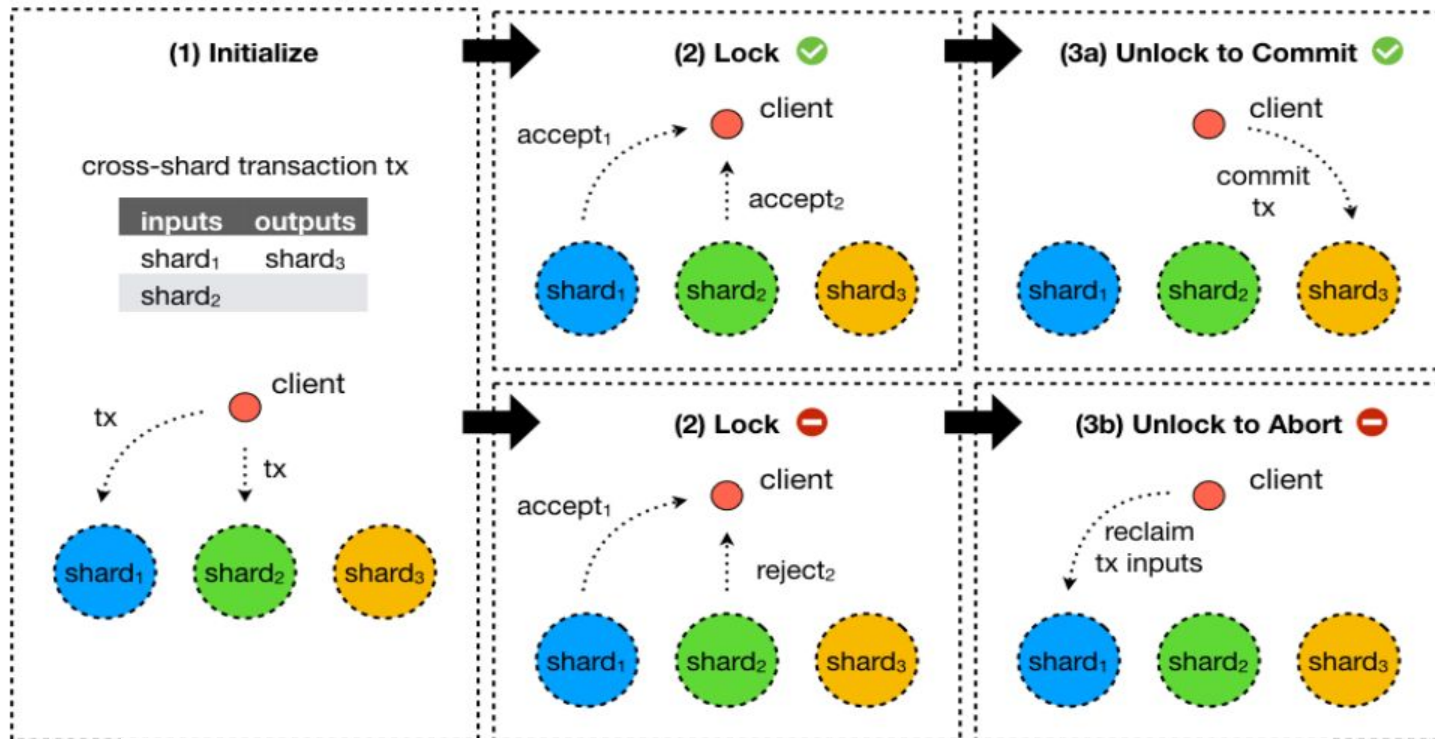 (1) Initialize
cross-shard transaction tx
inputs outputs
shard₁ shard₃
shard₂
client
tx
tx
shard₁ shard₂ shard₃
(2) Lock
client
accept₁
accept₂
shard₁ shard₂ shard₃
(3a) Unlock to Commit
client
commit
tx
shard₁ shard₂ shard₃
(2) Lock
client
accept₁
reject₂
shard₁ shard₂ shard₃
(3b) Unlock to Abort
client
reclaim
tx inputs
shard₁ shard₂ shard₃